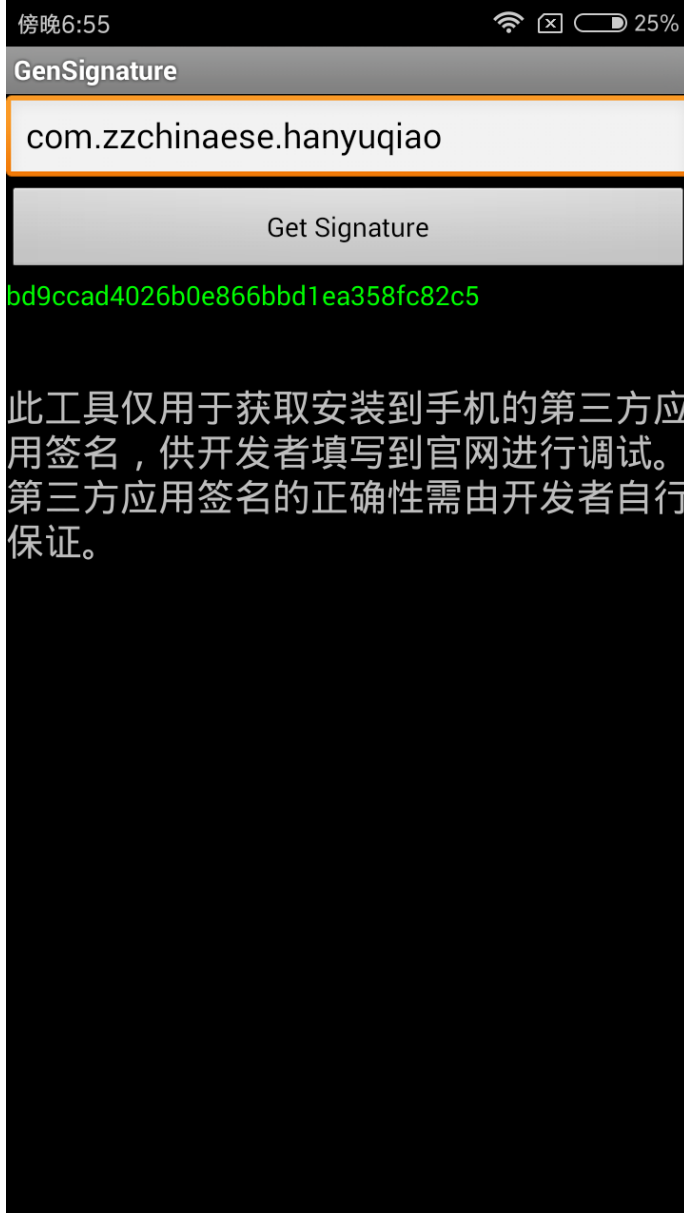 傍晚6:55 25%
GenSignature
com.zzchinaese.hanyuqiao
Get Signature
bd9ccad4026b0e866bbd1ea358fc82c5
此工具仅用于获取安装到手机的第三方应
用签名，供开发者填写到官网进行调试。
第三方应用签名的正确性需由开发者自行
保证。